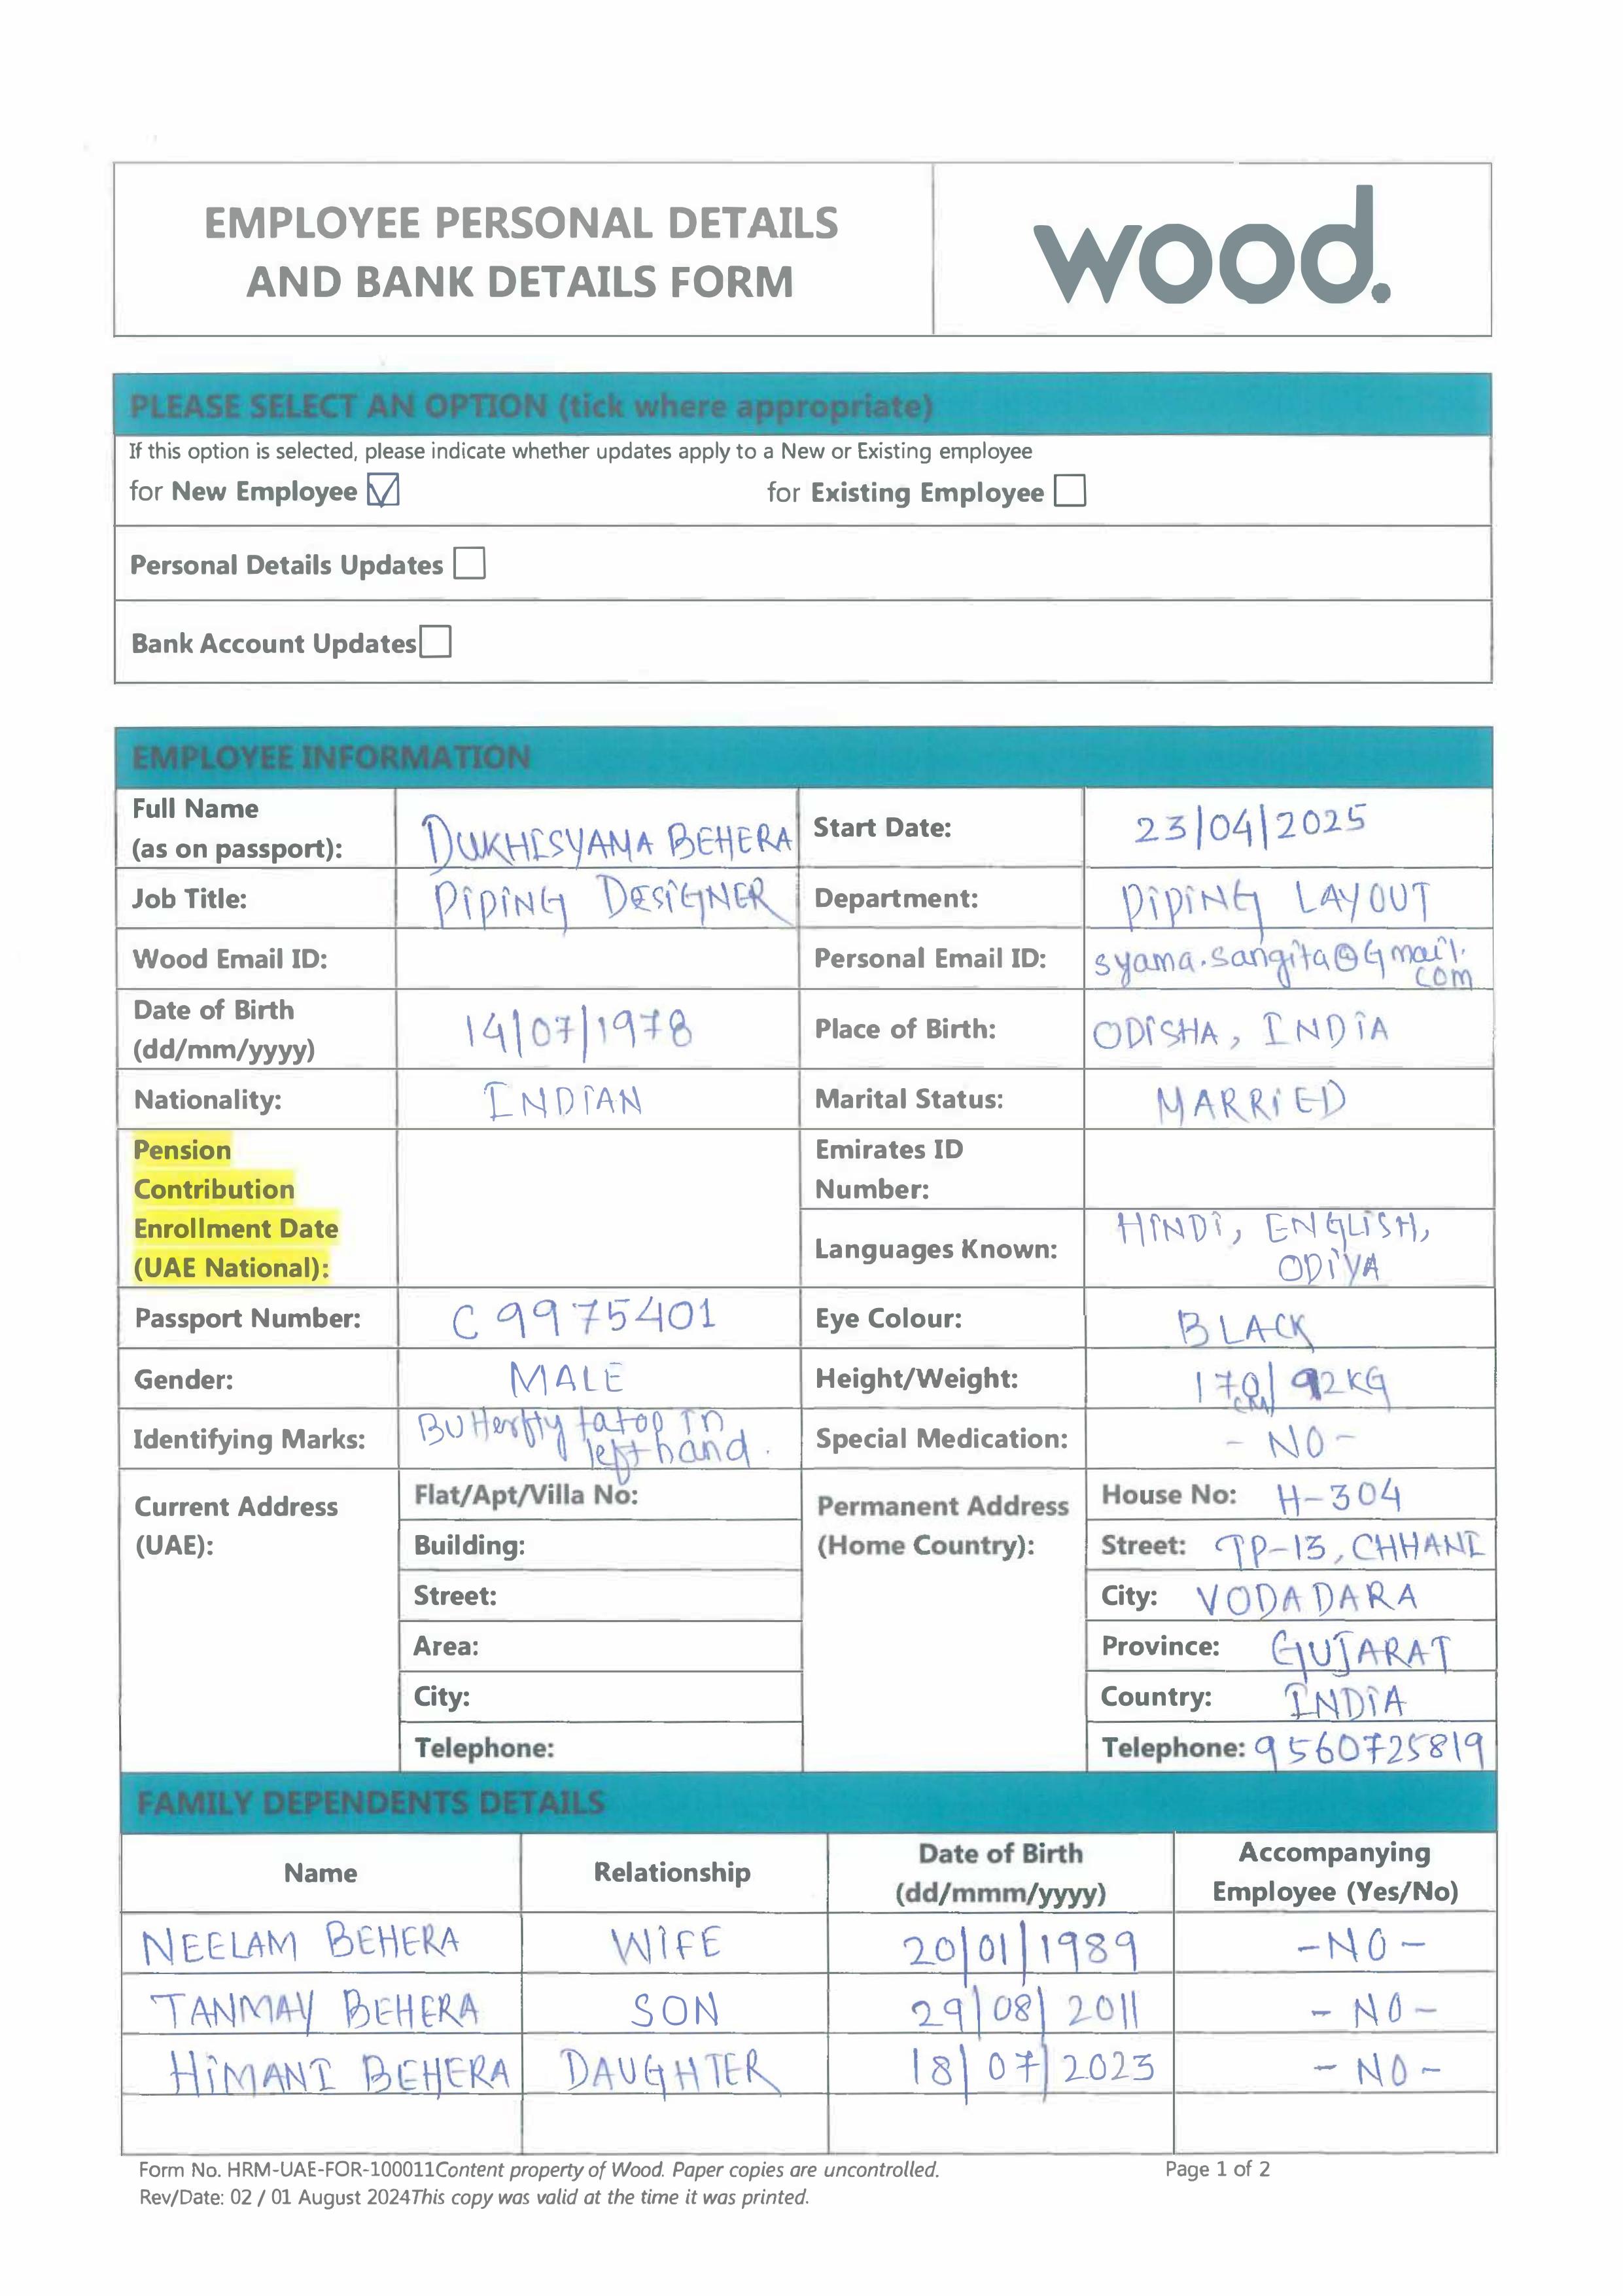 EMPLOYEE PERSONAL DETAILS
AND BANK DETAILS FORM
wood.
PLEASE SELECT AN OPTION (tick where appropriate)
If this option is selected, please indicate whether updates apply to a New or Existing employee
for New Employee for Existing Employee
Personal Details Updates
Bank Account Updates
EMPLOYEE INFORMATION
Full Name
(as on passport): DUKHISYAMA BEHERA Start Date: 23/04/2025
Job Title: PIPING DESIGNER Department: PIPING LAYOUT
Wood Email ID: Personal Email ID: syama.sangita@Gmail.
com
Date of Birth
(dd/mm/yyyy) 14/07/1978 Place of Birth: ODISHA, INDIA
Nationality: INDIAN Marital Status: MARRIED
Pension
Contribution
Enrollment Date
(UAE National):
Emirates ID
Number:
Languages Known: HINDI, ENGLISH,
ODIYA
Passport Number: C9975401 Eye Colour: BLACK
Gender: MALE Height/Weight: 170/ 92KG
cm
Identifying Marks: Butterfly tatoo in
left hand. Special Medication: - NO -
Current Address
(UAE):
Flat/Apt/Villa No:
Building:
Street:
Area:
City:
Telephone:
Permanent Address
(Home Country):
House No: H-304
Street: TP-13, CHHANI
City: VODADARA
Province: GUJARAT
Country: INDIA
Telephone: 9560725819
FAMILY DEPENDENTS DETAILS
Name Relationship Date of Birth
(dd/mmm/yyyy) Accompanying
Employee (Yes/No)
NEELAM BEHERA WIFE 20/01/1989 -NO-
TANMAY BEHERA SON 29/08/2011 - NO -
HIMANI BEHERA DAUGHTER 18/07/2023 - NO -
Form No. HRM-UAE-FOR-100011Content property of Wood. Paper copies are uncontrolled. Page 1 of 2
Rev/Date: 02 / 01 August 2024This copy was valid at the time it was printed.